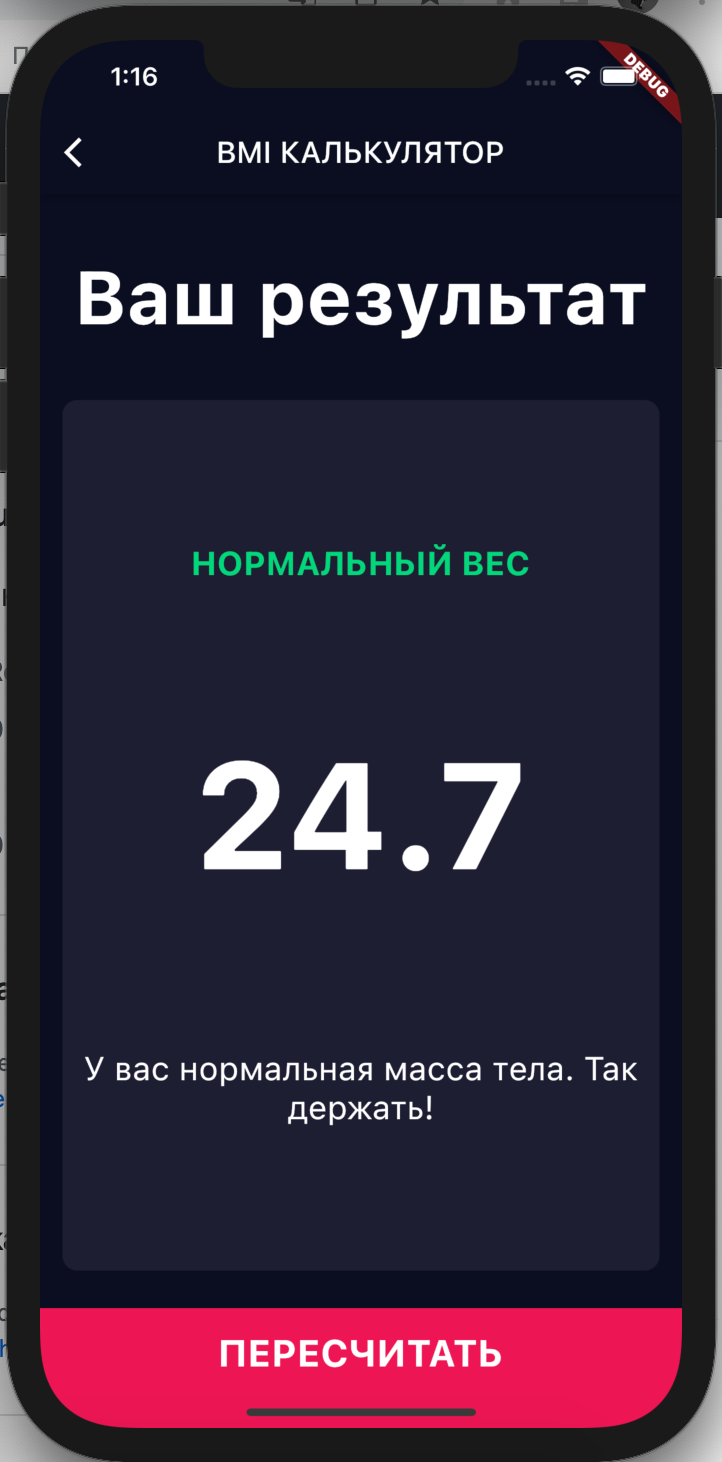 1:16
DEBUG
BMI КАЛЬКУЛЯТОР
Ваш результат
НОРМАЛЬНЫЙ ВЕС
24.7
У вас нормальная масса тела. Так
держать!
ПЕРЕСЧИТАТЬ